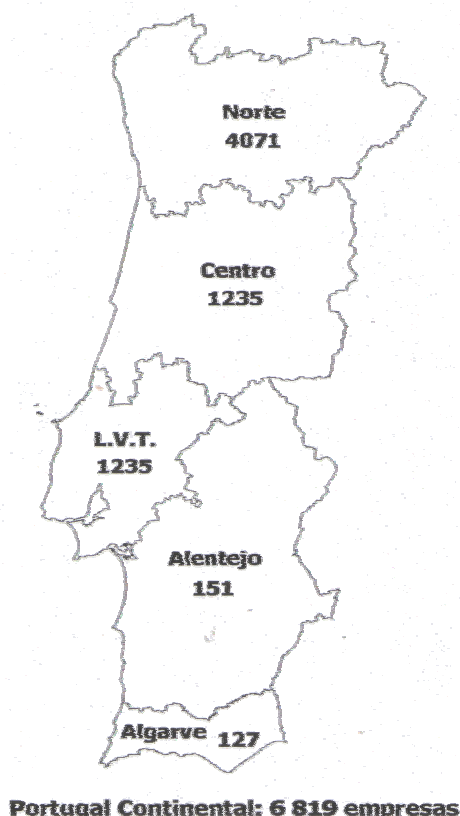 Norte
4071
Centro
1235
L.V.T.
1235
Alentejo
151
Algarve 127
Portugal Continental: 6 819 empresas